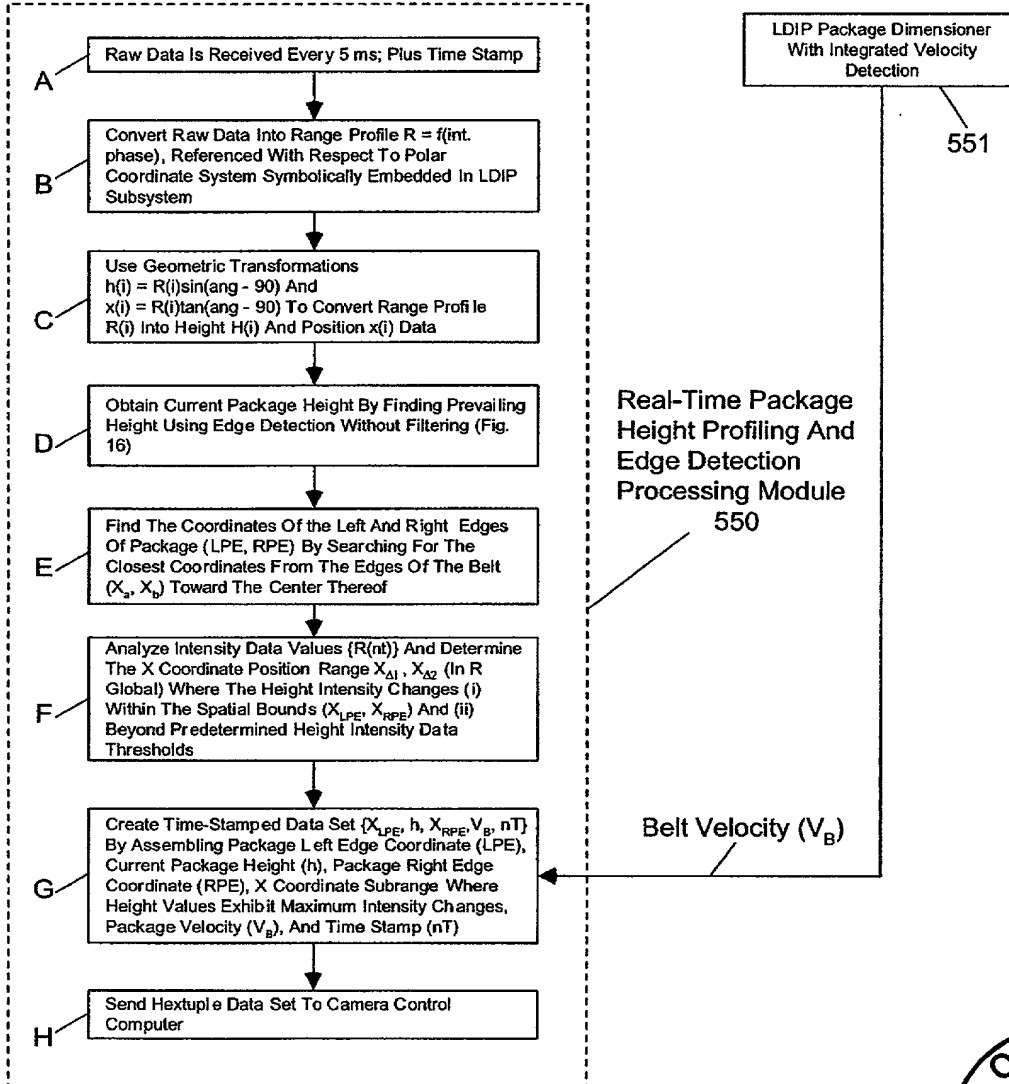 A
Raw Data Is Received Every 5 ms; Plus Time Stamp
B
Convert Raw Data Into Range Profile R = f(int.
phase), Referenced With Respect To Polar
Coordinate System Symbolically Embedded In LDIP
Subsystem
C
Use Geometric Transformations
h(i) = R(i)sin(ang - 90) And
x(i) = R(i)tan(ang - 90) To Convert Range Profile
R(i) Into Height H(i) And Position x(i) Data
D
Obtain Current Package Height By Finding Prevailing
Height Using Edge Detection Without Filtering (Fig.
16)
E
Find The Coordinates Of the Left And Right Edges
Of Package (LPE, RPE) By Searching For The
Closest Coordinates From The Edges Of The Belt
(Xa, Xb) Toward The Center Thereof
F
Analyze Intensity Data Values {R(nt)} And Determine
The X Coordinate Position Range XΔ1, XΔ2 (In R
Global) Where The Height Intensity Changes (i)
Within The Spatial Bounds (XLPE, XRPE) And (ii)
Beyond Predetermined Height Intensity Data
Thresholds
G
Create Time-Stamped Data Set {XLPE, h, XRPE,VB, nT}
By Assembling Package Left Edge Coordinate (LPE),
Current Package Height (h), Package Right Edge
Coordinate (RPE), X Coordinate Subrange Where
Height Values Exhibit Maximum Intensity Changes,
Package Velocity (VB), And Time Stamp (nT)
H
Send Hextuple Data Set To Camera Control
Computer
LDIP Package Dimensioner
With Integrated Velocity
Detection
551
Real-Time Package
Height Profiling And
Edge Detection
Processing Module
550
Belt Velocity (VB)